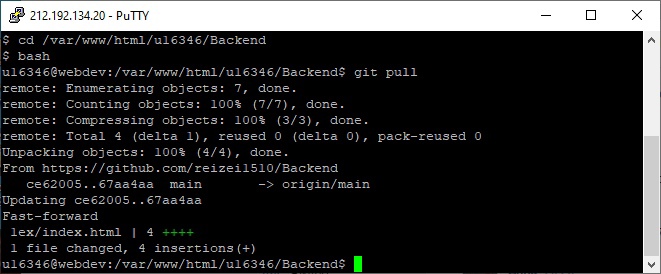 212.192.134.20 - PuTTY
$ cd /var/www/html/u16346/Backend
$ bash
u16346@webdev:/var/www/html/u16346/Backend$ git pull
remote: Enumerating objects: 7, done.
remote: Counting objects: 100% (7/7), done.
remote: Compressing objects: 100% (3/3), done.
remote: Total 4 (delta 1), reused 0 (delta 0), pack-reused 0
Unpacking objects: 100% (4/4), done.
From https://github.com/reizei1510/Backend
   ce62005..67aa4aa  main       -> origin/main
Updating ce62005..67aa4aa
Fast-forward
 lex/index.html | 4 ++++
 1 file changed, 4 insertions(+)
u16346@webdev:/var/www/html/u16346/Backend$